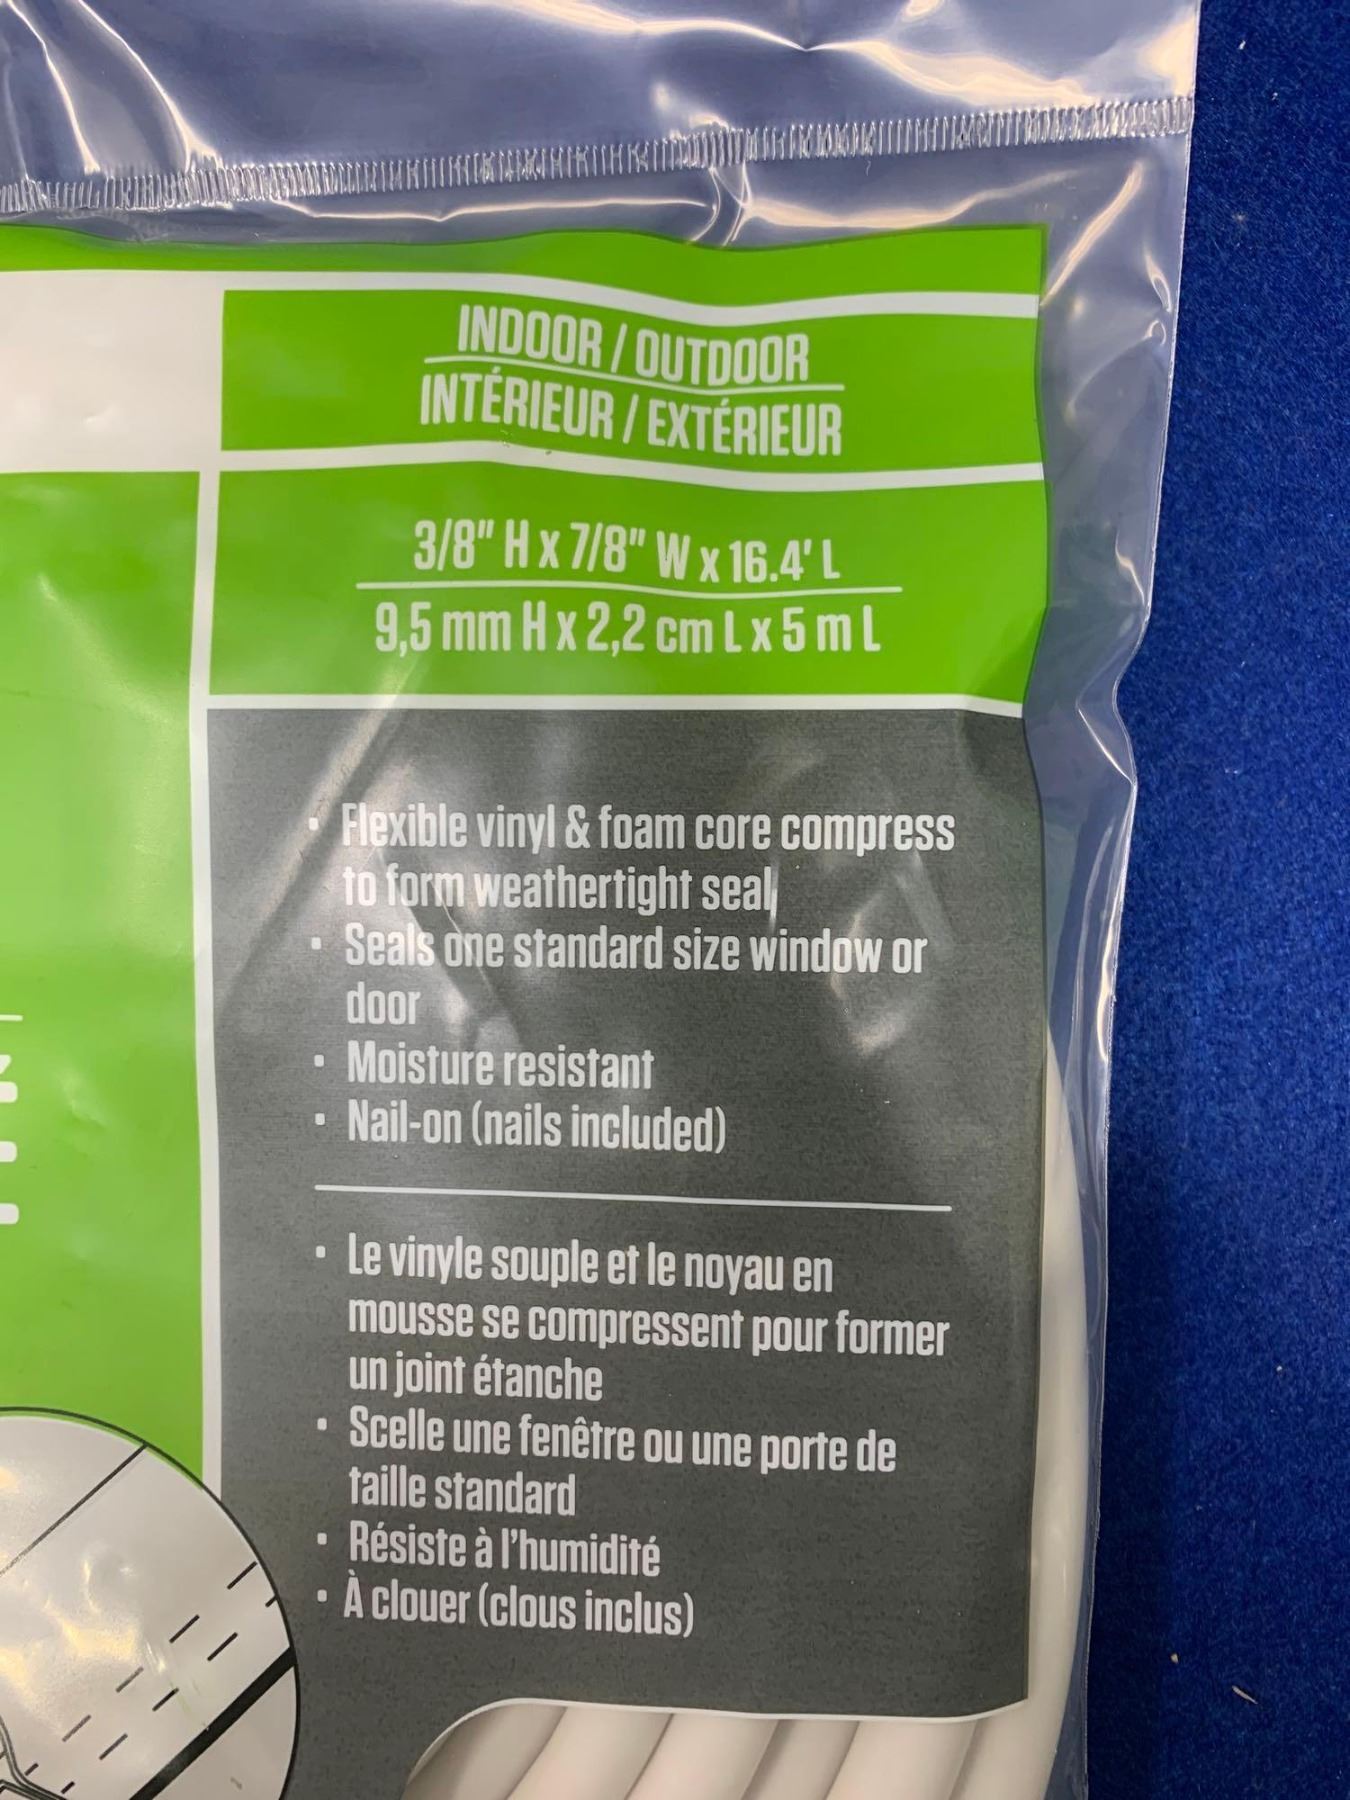 INDOOR / OUTDOOR
INTÉRIEUR / EXTÉRIEUR
3/8" H x 7/8" W x 16.4' L
9,5 mm H x 2,2 cm L x 5 m L
· Flexible vinyl & foam core compress
to form weathertight seal
· Seals one standard size window or
door
· Moisture resistant
· Nail-on (nails included)
· Le vinyle souple et le noyau en
mousse se compressent pour former
un joint étanche
· Scelle une fenêtre ou une porte de
taille standard
· Résiste à l'humidité
· À clouer (clous inclus)